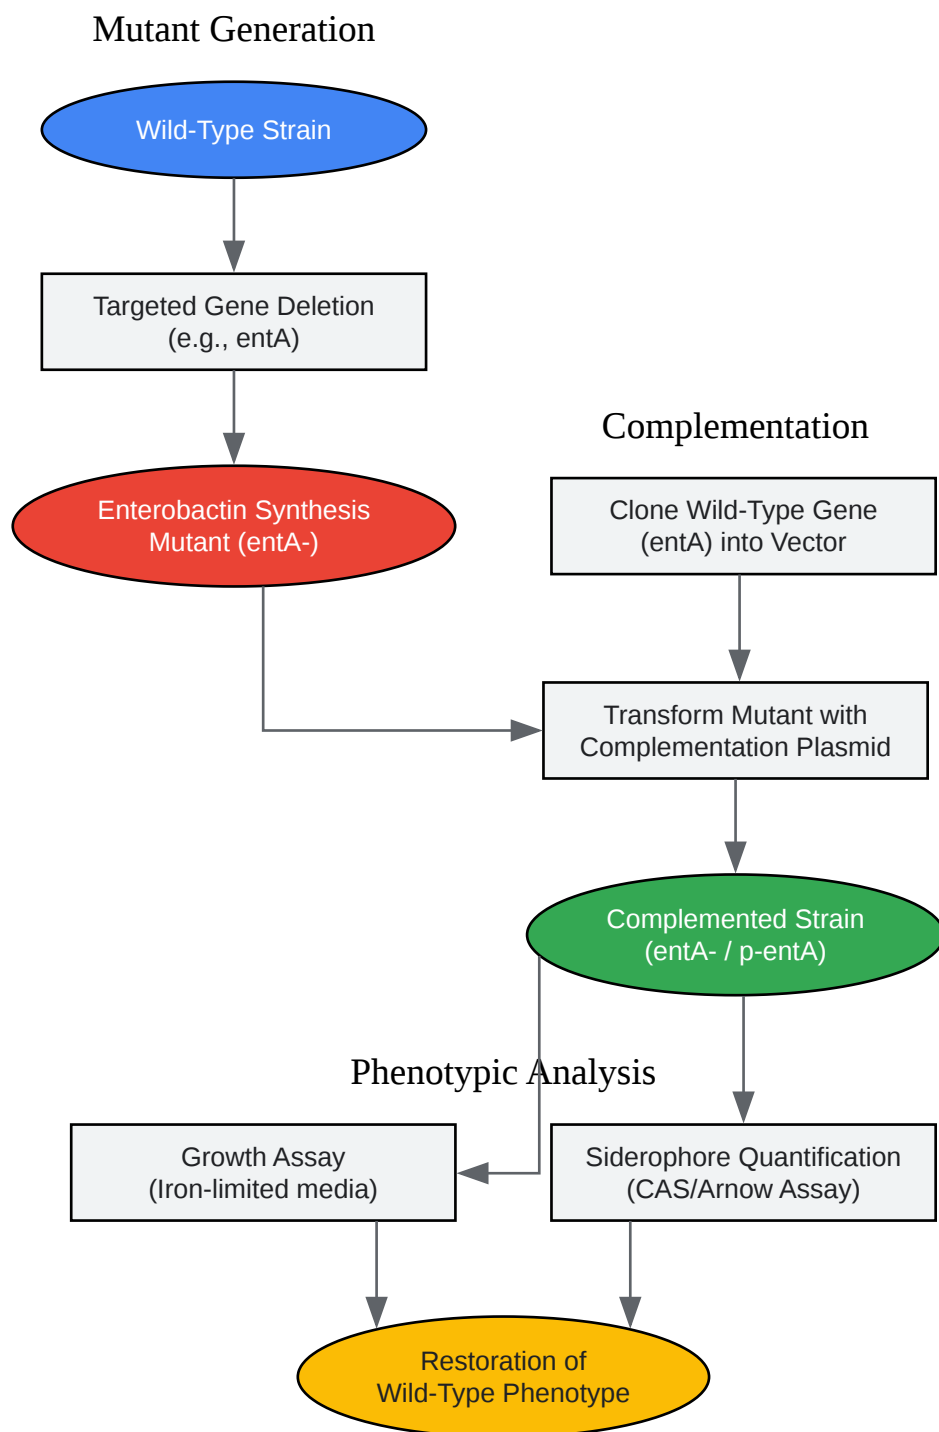 Mutant Generation
Wild-Type Strain
Targeted Gene Deletion
(e.g., entA)
Enterobactin Synthesis
Mutant (entA-)
Complementation
Clone Wild-Type Gene
(entA) into Vector
Transform Mutant with
Complementation Plasmid
Complemented Strain
(entA- / p-entA)
Phenotypic Analysis
Growth Assay
(Iron-limited media)
Siderophore Quantification
(CAS/Arnow Assay)
Restoration of
Wild-Type Phenotype